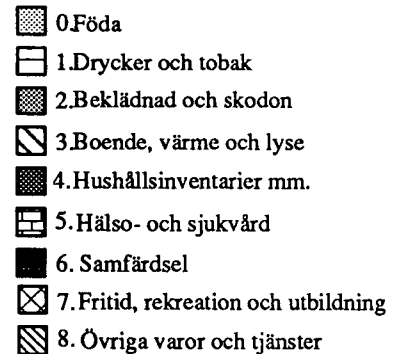 0.Föda
1.Drycker och tobak
2.Beklädnad och skodon
3.Boende, värme och lyse
4.Hushållsinventarier mm.
5.Hälso- och sjukvård
6. Samfärdsel
7.Fritid, rekreation och utbildning
8. Övriga varor och tjänster